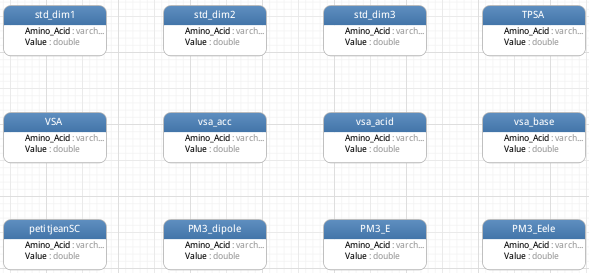 std_dim1
Amino_Acid : varch...
Value : double
std_dim2
Amino_Acid : varch...
Value : double
std_dim3
Amino_Acid : varch...
Value : double
TPSA
Amino_Acid : varch...
Value : double
VSA
Amino_Acid : varch...
Value : double
vsa_acc
Amino_Acid : varch...
Value : double
vsa_acid
Amino_Acid : varch...
Value : double
vsa_base
Amino_Acid : varch...
Value : double
petitjeanSC
Amino_Acid : varch...
Value : double
PM3_dipole
Amino_Acid : varch...
Value : double
PM3_E
Amino_Acid : varch...
Value : double
PM3_Eele
Amino_Acid : varch...
Value : double